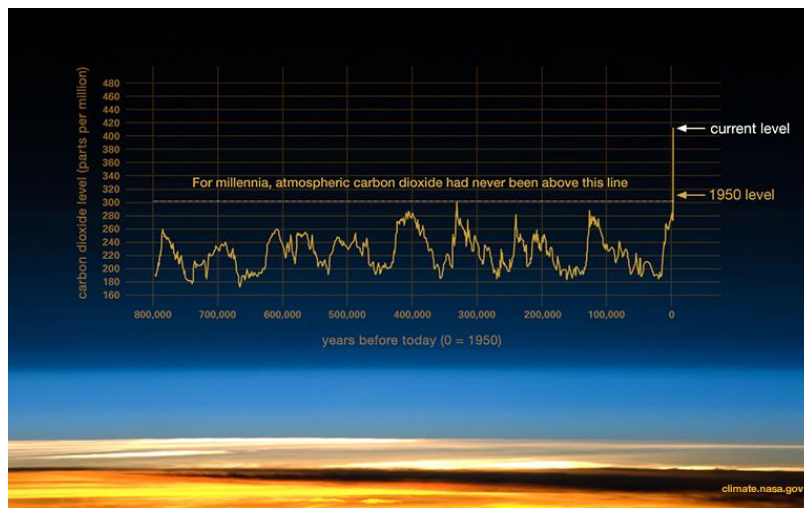 carbon dioxide level (parts per million)
480
460
440
420
400
380
360
340
320
300
280
260
240
220
200
180
160
For millennia, atmospheric carbon dioxide had never been above this line
current level
1950 level
800,000 700,000 600,000 500,000 400,000 300,000 200,000 100,000 0
years before today (0 = 1950)
climate.nasa.gov